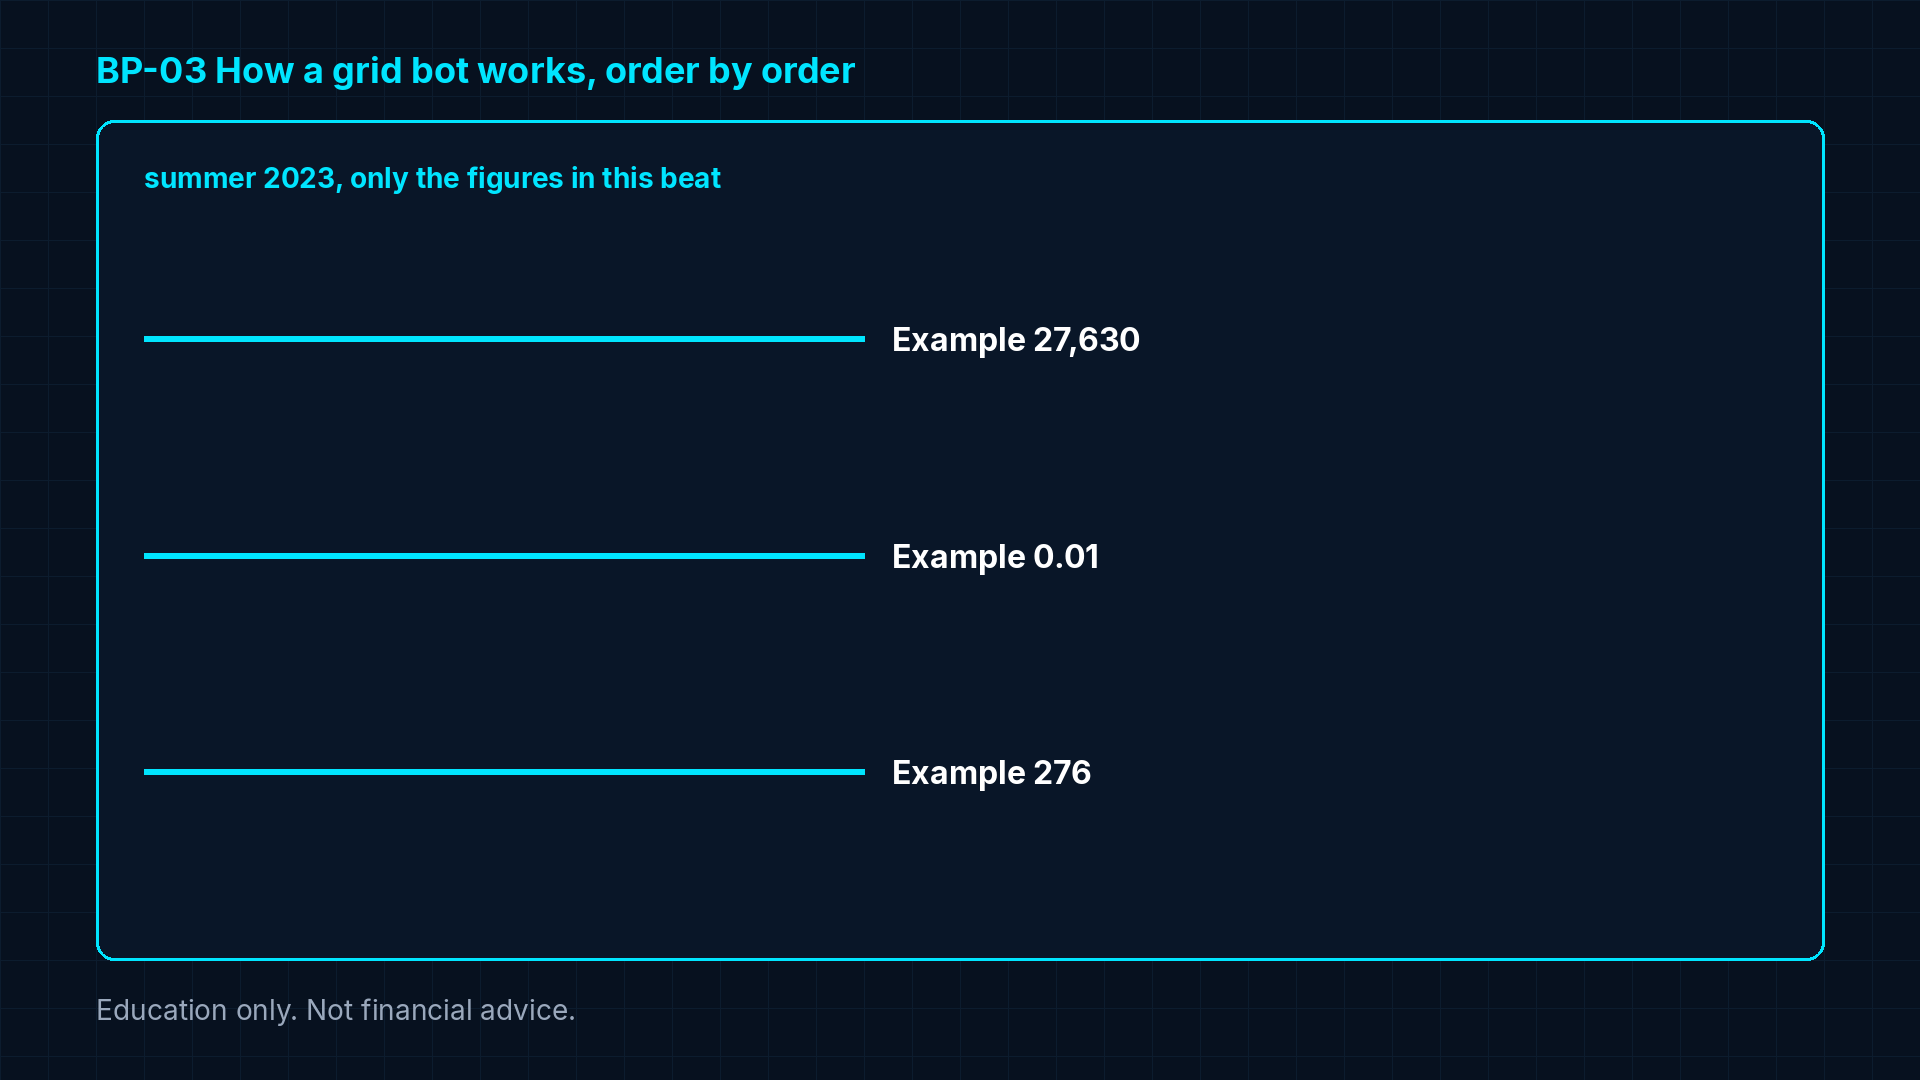 BP-03 How a grid bot works, order by order
summer 2023, only the figures in this beat
Example 27,630
Example 0.01
Example 276
Education only. Not financial advice.